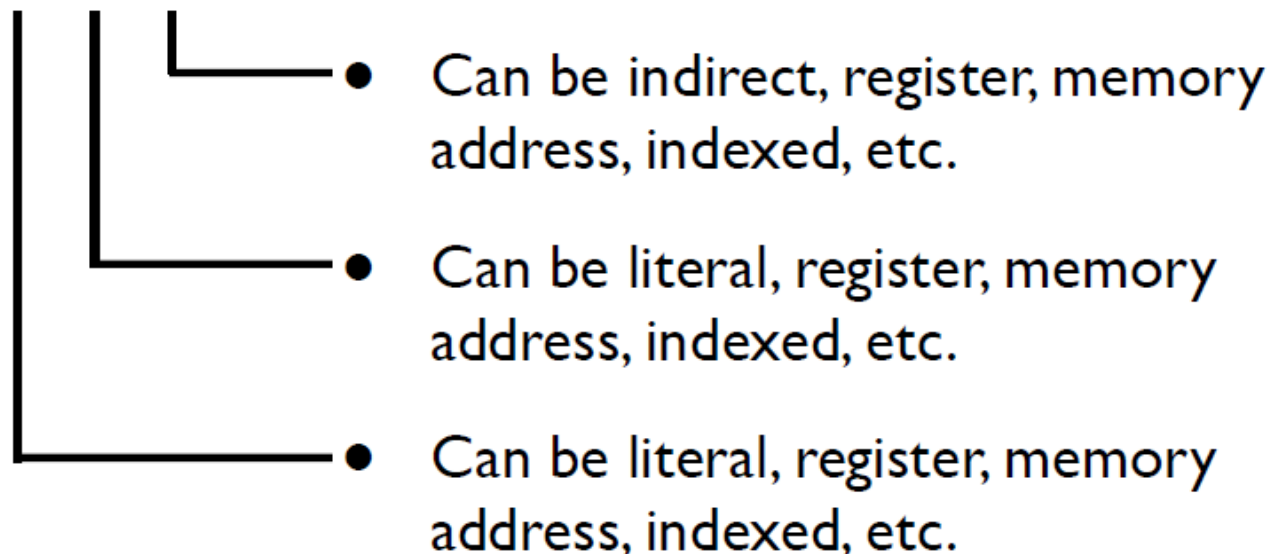 ● Can be indirect, register, memory
address, indexed, etc.
● Can be literal, register, memory
address, indexed, etc.
● Can be literal, register, memory
address, indexed, etc.